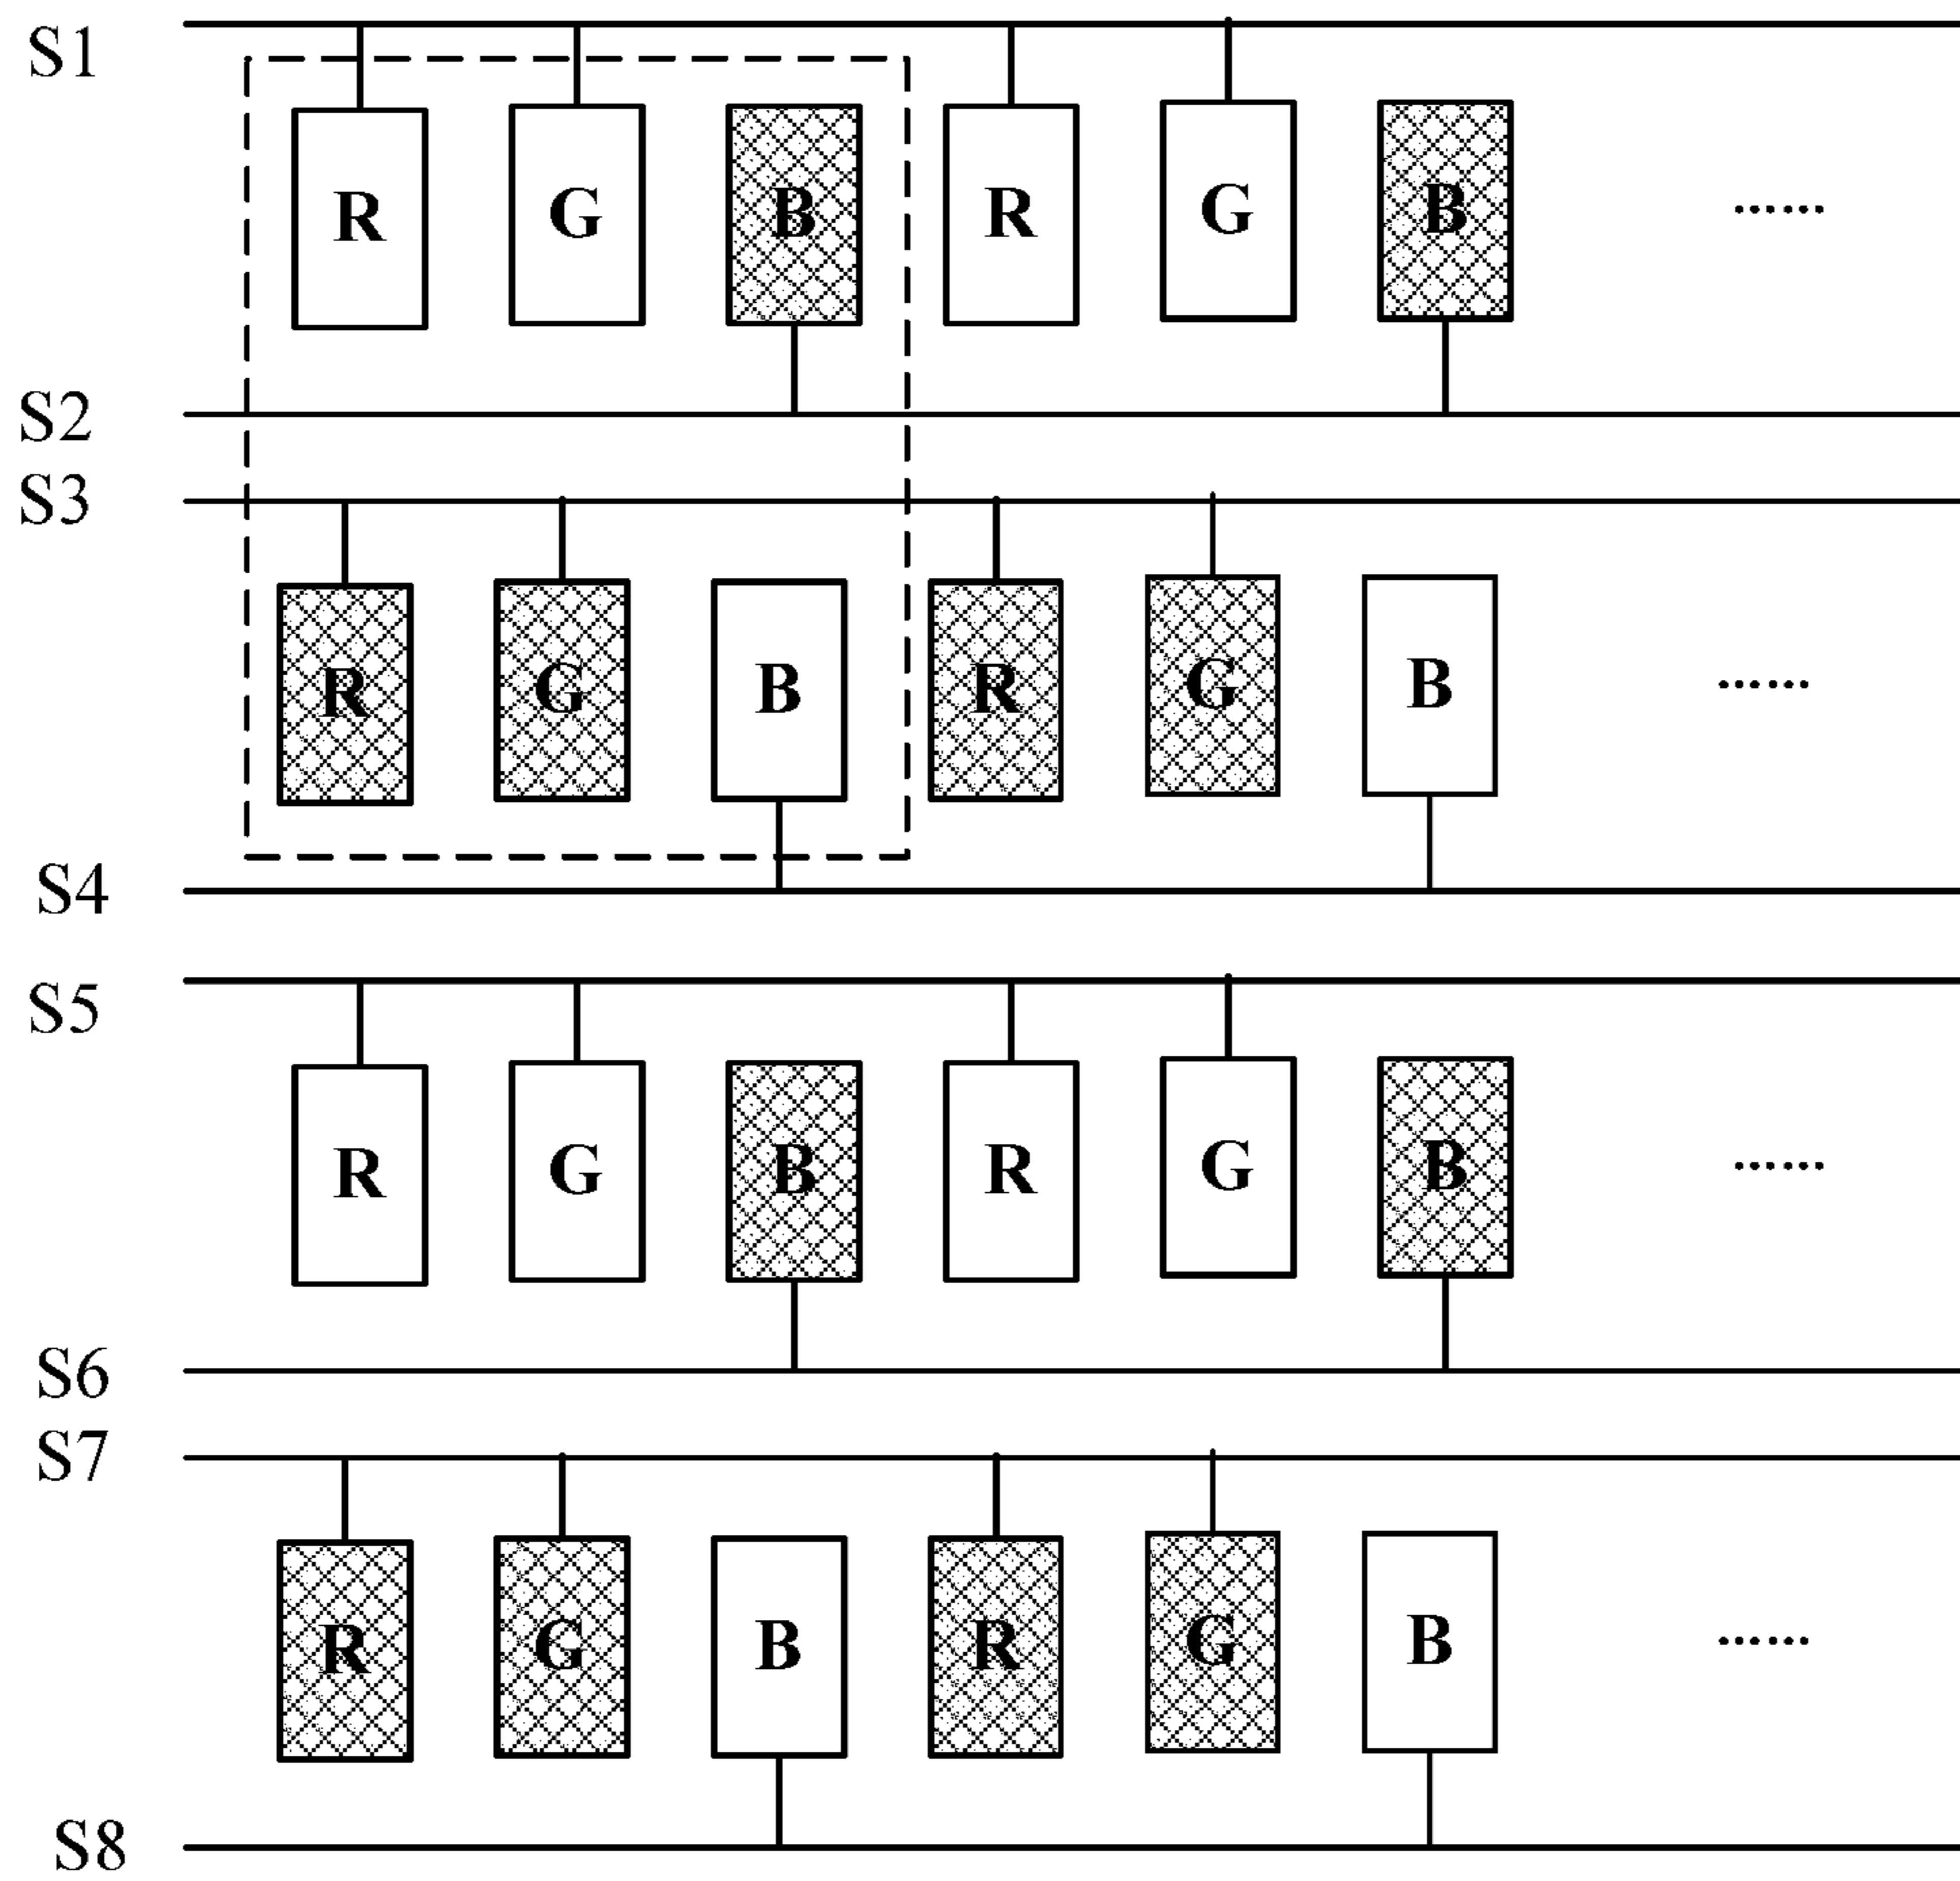 S1
R G B R G B ......
S2
S3
R G B R G B ......
S4
S5
R G B R G B ......
S6
S7
R G B R G B ......
S8